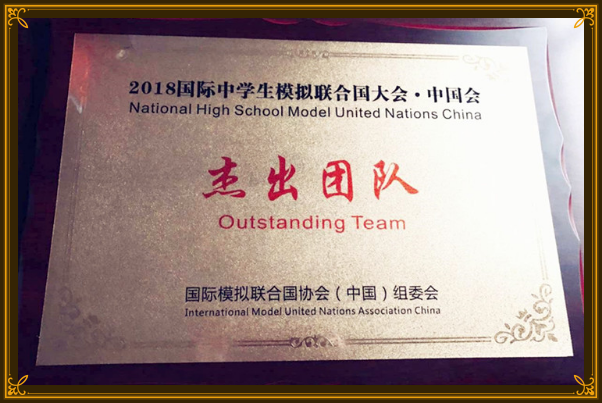 2018国际中学生模拟联合国大会·中国会
National High School Model United Nations China
杰出团队
Outstanding Team
国际模拟联合国协会（中国）组委会
International Model United Nations Association China